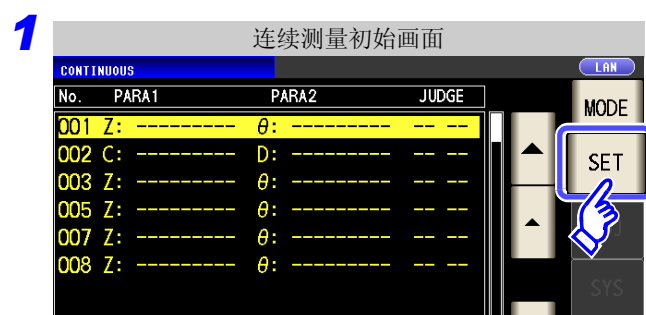 1
连续测量初始画面
CONTINUOUS LAN
No. PARA1 PARA2 JUDGE
MODE
001 Z: --------- θ: --------- -- --
002 C: --------- D: --------- -- --
SET
003 Z: --------- θ: --------- -- --
005 Z: --------- θ: --------- -- --
007 Z: --------- θ: --------- -- --
008 Z: --------- θ: --------- -- --
SYS